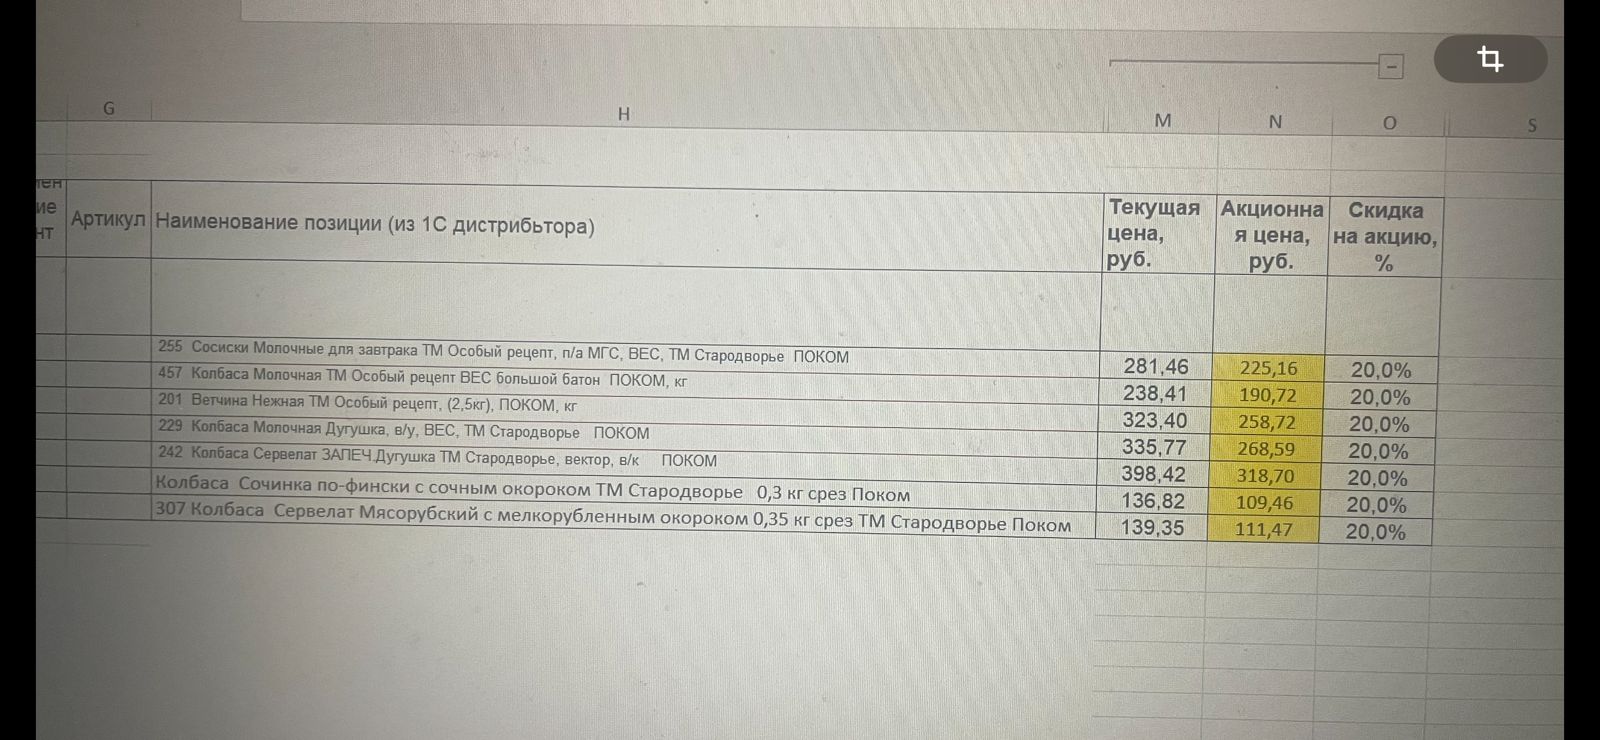 G H M N O S
ие
нт
Артикул
Наименование позиции (из 1С дистрибьтора)
Текущая
цена,
руб.
Акционна
я цена,
руб.
Скидка
на акцию,
%
255 Сосиски Молочные для завтрака ТМ Особый рецепт, п/а МГС, ВЕС, ТМ Стародворье ПОКОМ 281,46 225,16 20,0%
457 Колбаса Молочная ТМ Особый рецепт ВЕС большой батон ПОКОМ, кг 238,41 190,72 20,0%
201 Ветчина Нежная ТМ Особый рецепт, (2,5кг), ПОКОМ, кг 323,40 258,72 20,0%
229 Колбаса Молочная Дугушка, в/у, ВЕС, ТМ Стародворье ПОКОМ 335,77 268,59 20,0%
242 Колбаса Сервелат ЗАПЕЧ.Дугушка ТМ Стародворье, вектор, в/к ПОКОМ 398,42 318,70 20,0%
Колбаса Сочинка по-фински с сочным окороком ТМ Стародворье 0,3 кг срез Поком 136,82 109,46 20,0%
307 Колбаса Сервелат Мясорубский с мелкорубленным окороком 0,35 кг срез ТМ Стародворье Поком 139,35 111,47 20,0%